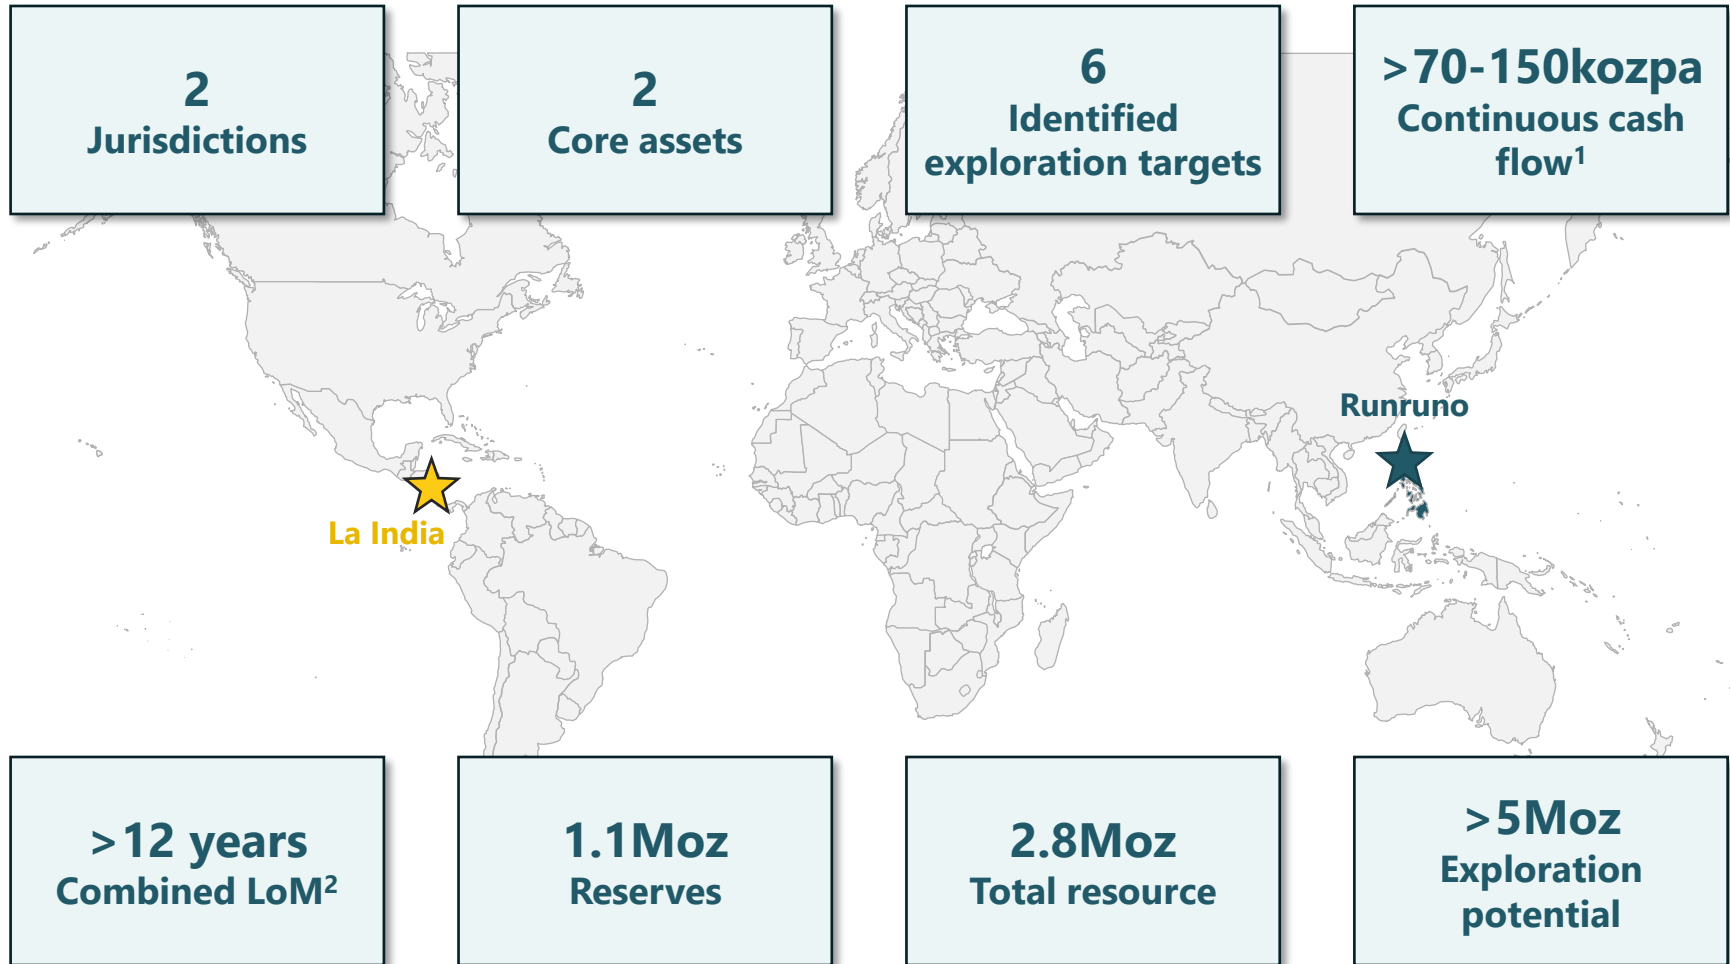 2
Jurisdictions
2
Core assets
6
Identified
exploration targets
>70-150kozpa
Continuous cash
flow¹
Runruno
La India
>12 years
Combined LoM²
1.1Moz
Reserves
2.8Moz
Total resource
>5Moz
Exploration
potential